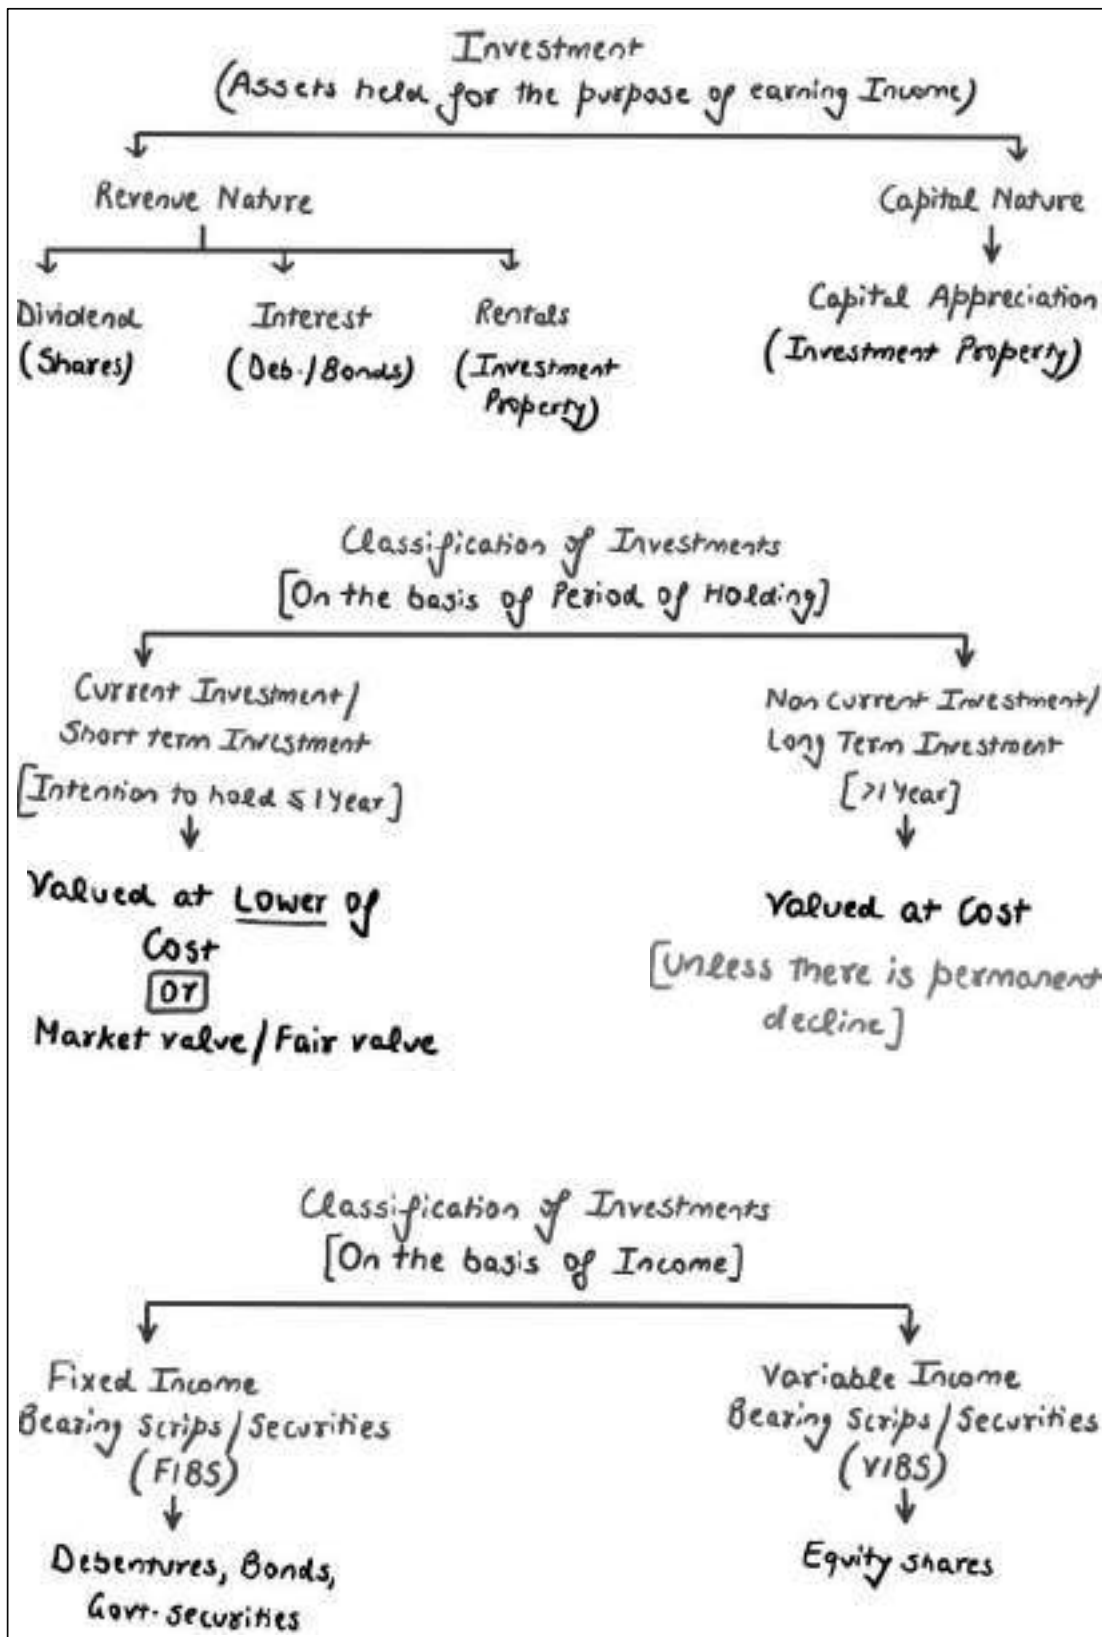 Investment
(Assets held for the purpose of earning Income)
Revenue Nature
Capital Nature
Dividend
(Shares)
Interest
(Deb./Bonds)
Rentals
(Investment
Property)
Capital Appreciation
(Investment Property)
Classification of Investments
[On the basis of Period of Holding]
Current Investment/
Short term Investment
[Intention to hold ≤ 1 Year]
Non current Investment/
Long Term Investment
[>1 Year]
Valued at Lower of
Cost
Or
Market value/Fair value
Valued at Cost
[Unless there is permanent
decline]
Classification of Investments
[On the basis of Income]
Fixed Income
Bearing Scrips/Securities
(FIBS)
Variable Income
Bearing Scrips/Securities
(VIBS)
Debentures, Bonds,
Govt. securities
Equity shares